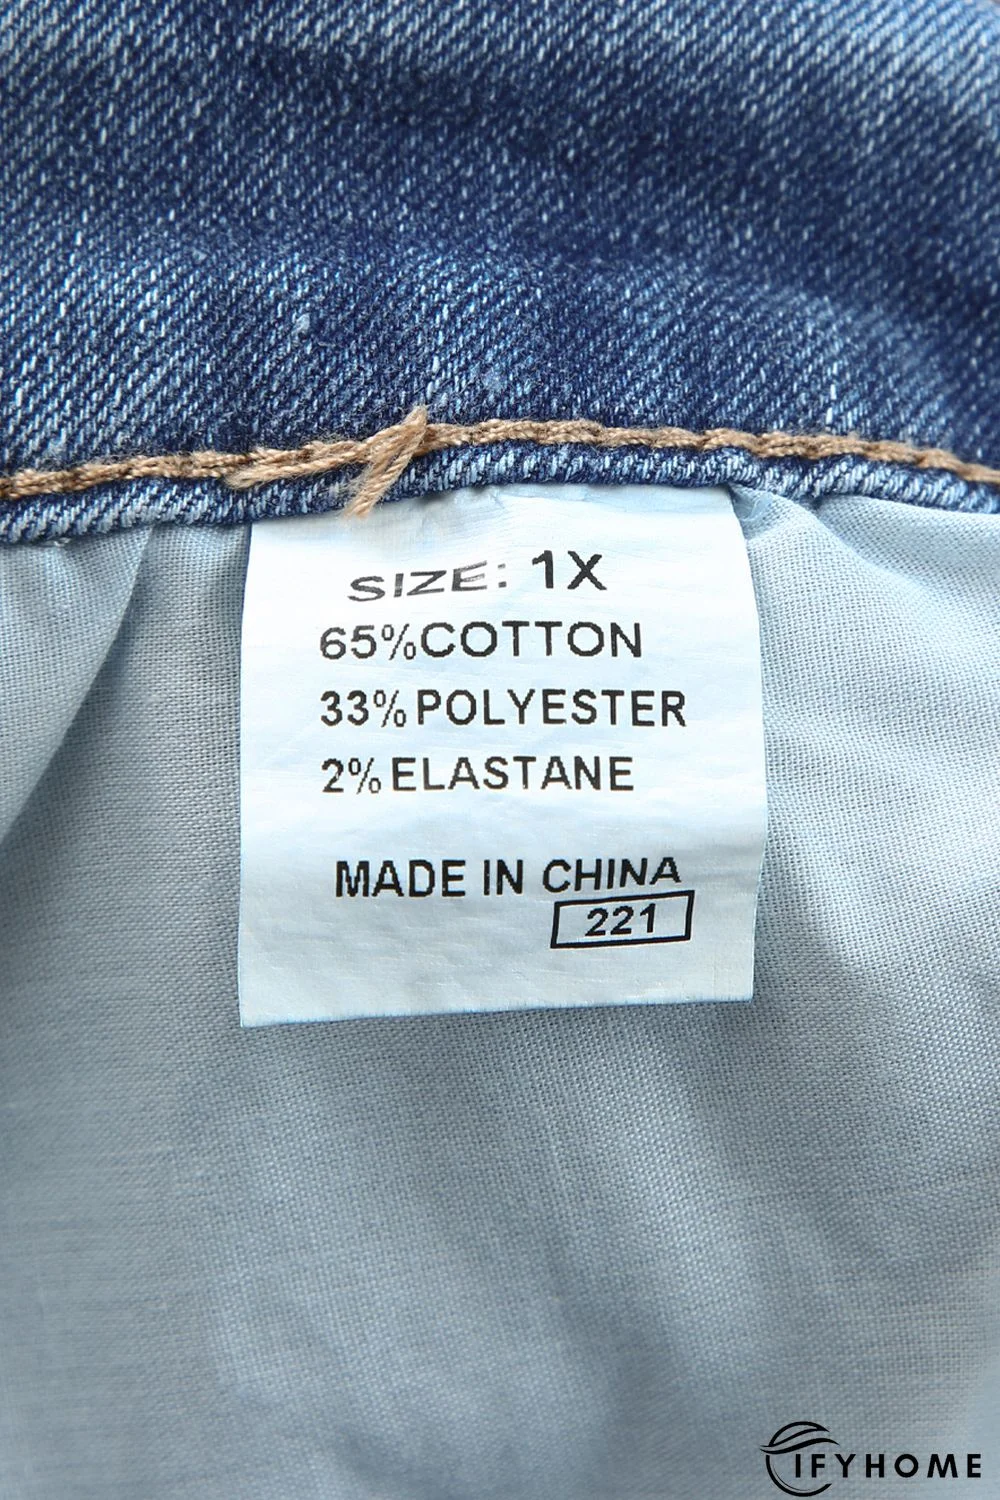 SIZE: 1X
65%COTTON
33%POLYESTER
2%ELASTANE
MADE IN CHINA
221
IFYHOME